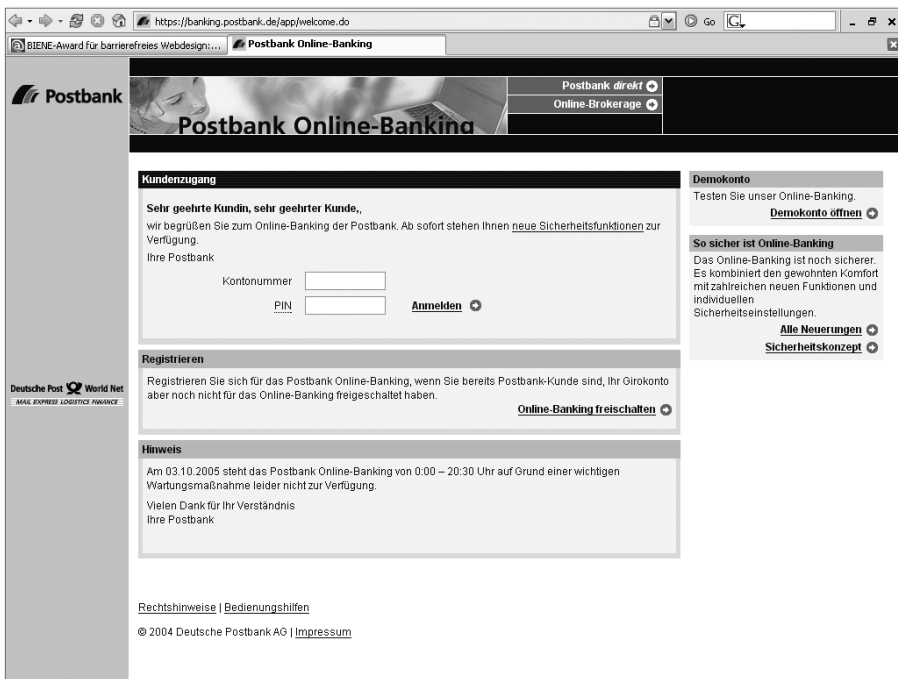 https://banking.postbank.de/app/welcome.do
Go
G
BIENE-Award für barrierefreies Webdesign:...
Postbank Online-Banking
Postbank
Postbank Online-Banking
Postbank direkt
Online-Brokerage
Kundenzugang
Sehr geehrte Kundin, sehr geehrter Kunde,,
wir begrüßen Sie zum Online-Banking der Postbank. Ab sofort stehen Ihnen neue Sicherheitsfunktionen zur
Verfügung.
Ihre Postbank
Kontonummer
PIN
Anmelden
Registrieren
Registrieren Sie sich für das Postbank Online-Banking, wenn Sie bereits Postbank-Kunde sind, Ihr Girokonto
aber noch nicht für das Online-Banking freigeschaltet haben.
Online-Banking freischalten
Hinweis
Am 03.10.2005 steht das Postbank Online-Banking von 0:00 – 20:30 Uhr auf Grund einer wichtigen
Wartungsmaßnahme leider nicht zur Verfügung.
Vielen Dank für Ihr Verständnis
Ihre Postbank
Demokonto
Testen Sie unser Online-Banking.
Demokonto öffnen
So sicher ist Online-Banking
Das Online-Banking ist noch sicherer.
Es kombiniert den gewohnten Komfort
mit zahlreichen neuen Funktionen und
individuellen
Sicherheitseinstellungen.
Alle Neuerungen
Sicherheitskonzept
Deutsche Post World Net
MAIL EXPRESS LOGISTICS FINANCE
Rechtshinweise | Bedienungshilfen
© 2004 Deutsche Postbank AG | Impressum